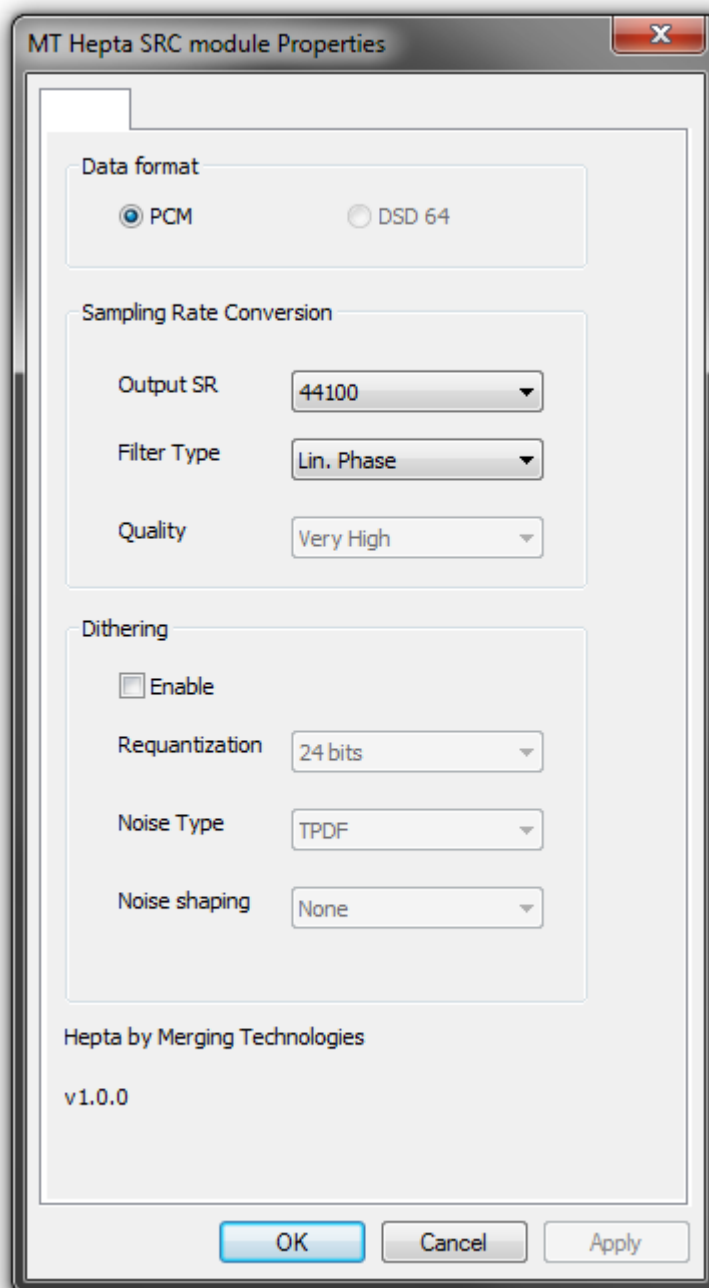 MT Hepta SRC module Properties
Data format
PCM DSD 64
Sampling Rate Conversion
Output SR 44100
Filter Type Lin. Phase
Quality Very High
Dithering
Enable
Requantization 24 bits
Noise Type TPDF
Noise shaping None
Hepta by Merging Technologies
v1.0.0
OK Cancel Apply